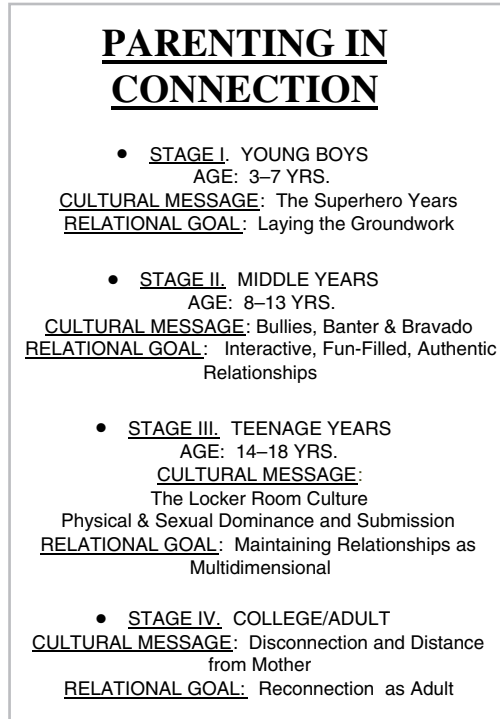 PARENTING IN
CONNECTION
• STAGE I. YOUNG BOYS
AGE: 3–7 YRS.
CULTURAL MESSAGE: The Superhero Years
RELATIONAL GOAL: Laying the Groundwork
• STAGE II. MIDDLE YEARS
AGE: 8–13 YRS.
CULTURAL MESSAGE: Bullies, Banter & Bravado
RELATIONAL GOAL: Interactive, Fun-Filled, Authentic
Relationships
• STAGE III. TEENAGE YEARS
AGE: 14–18 YRS.
CULTURAL MESSAGE:
The Locker Room Culture
Physical & Sexual Dominance and Submission
RELATIONAL GOAL: Maintaining Relationships as
Multidimensional
• STAGE IV. COLLEGE/ADULT
CULTURAL MESSAGE: Disconnection and Distance
from Mother
RELATIONAL GOAL: Reconnection as Adult